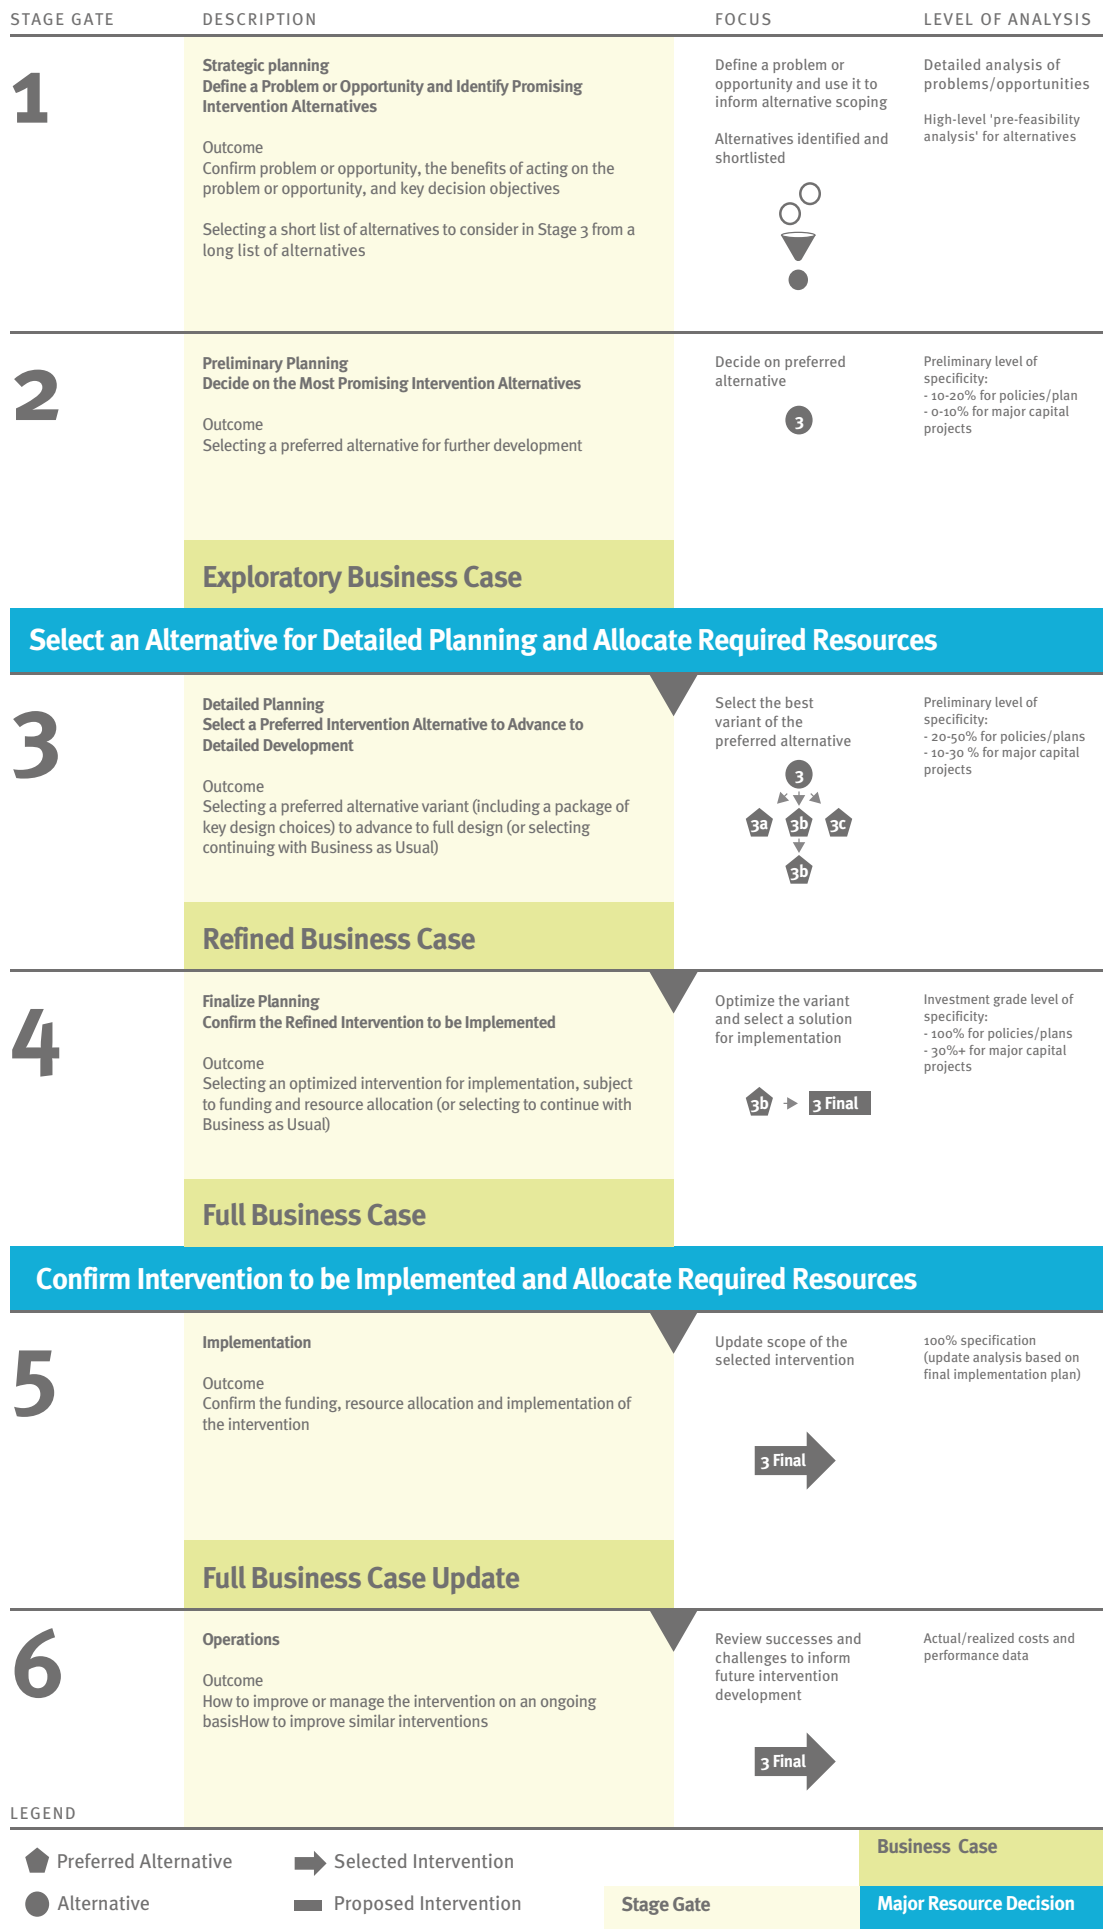 STAGE GATE
DESCRIPTION
FOCUS
LEVEL OF ANALYSIS
1
Strategic planning
Define a Problem or Opportunity and Identify Promising
Intervention Alternatives
Outcome
Confirm problem or opportunity, the benefits of acting on the
problem or opportunity, and key decision objectives
Selecting a short list of alternatives to consider in Stage 3 from a
long list of alternatives
Define a problem or
opportunity and use it to
inform alternative scoping
Alternatives identified and
shortlisted
Detailed analysis of
problems/opportunities
High-level 'pre-feasibility
analysis' for alternatives
2
Preliminary Planning
Decide on the Most Promising Intervention Alternatives
Outcome
Selecting a preferred alternative for further development
Exploratory Business Case
Decide on preferred
alternative
3
Preliminary level of
specificity:
- 10-20% for policies/plan
- 0-10% for major capital
projects
Select an Alternative for Detailed Planning and Allocate Required Resources
3
Detailed Planning
Select a Preferred Intervention Alternative to Advance to
Detailed Development
Outcome
Selecting a preferred alternative variant (including a package of
key design choices) to advance to full design (or selecting
continuing with Business as Usual)
Refined Business Case
Select the best
variant of the
preferred alternative
3
3a 3b 3c
3b
Preliminary level of
specificity:
- 20-50% for policies/plans
- 10-30 % for major capital
projects
4
Finalize Planning
Confirm the Refined Intervention to be Implemented
Outcome
Selecting an optimized intervention for implementation, subject
to funding and resource allocation (or selecting to continue with
Business as Usual)
Full Business Case
Optimize the variant
and select a solution
for implementation
3b 3 Final
Investment grade level of
specificity:
- 100% for policies/plans
- 30%+ for major capital
projects
Confirm Intervention to be Implemented and Allocate Required Resources
5
Implementation
Outcome
Confirm the funding, resource allocation and implementation of
the intervention
Full Business Case Update
Update scope of the
selected intervention
3 Final
100% specification
(update analysis based on
final implementation plan)
6
Operations
Outcome
How to improve or manage the intervention on an ongoing
basisHow to improve similar interventions
Review successes and
challenges to inform
future intervention
development
3 Final
Actual/realized costs and
performance data
LEGEND
Preferred Alternative
Selected Intervention
Business Case
Alternative
Proposed Intervention
Stage Gate
Major Resource Decision